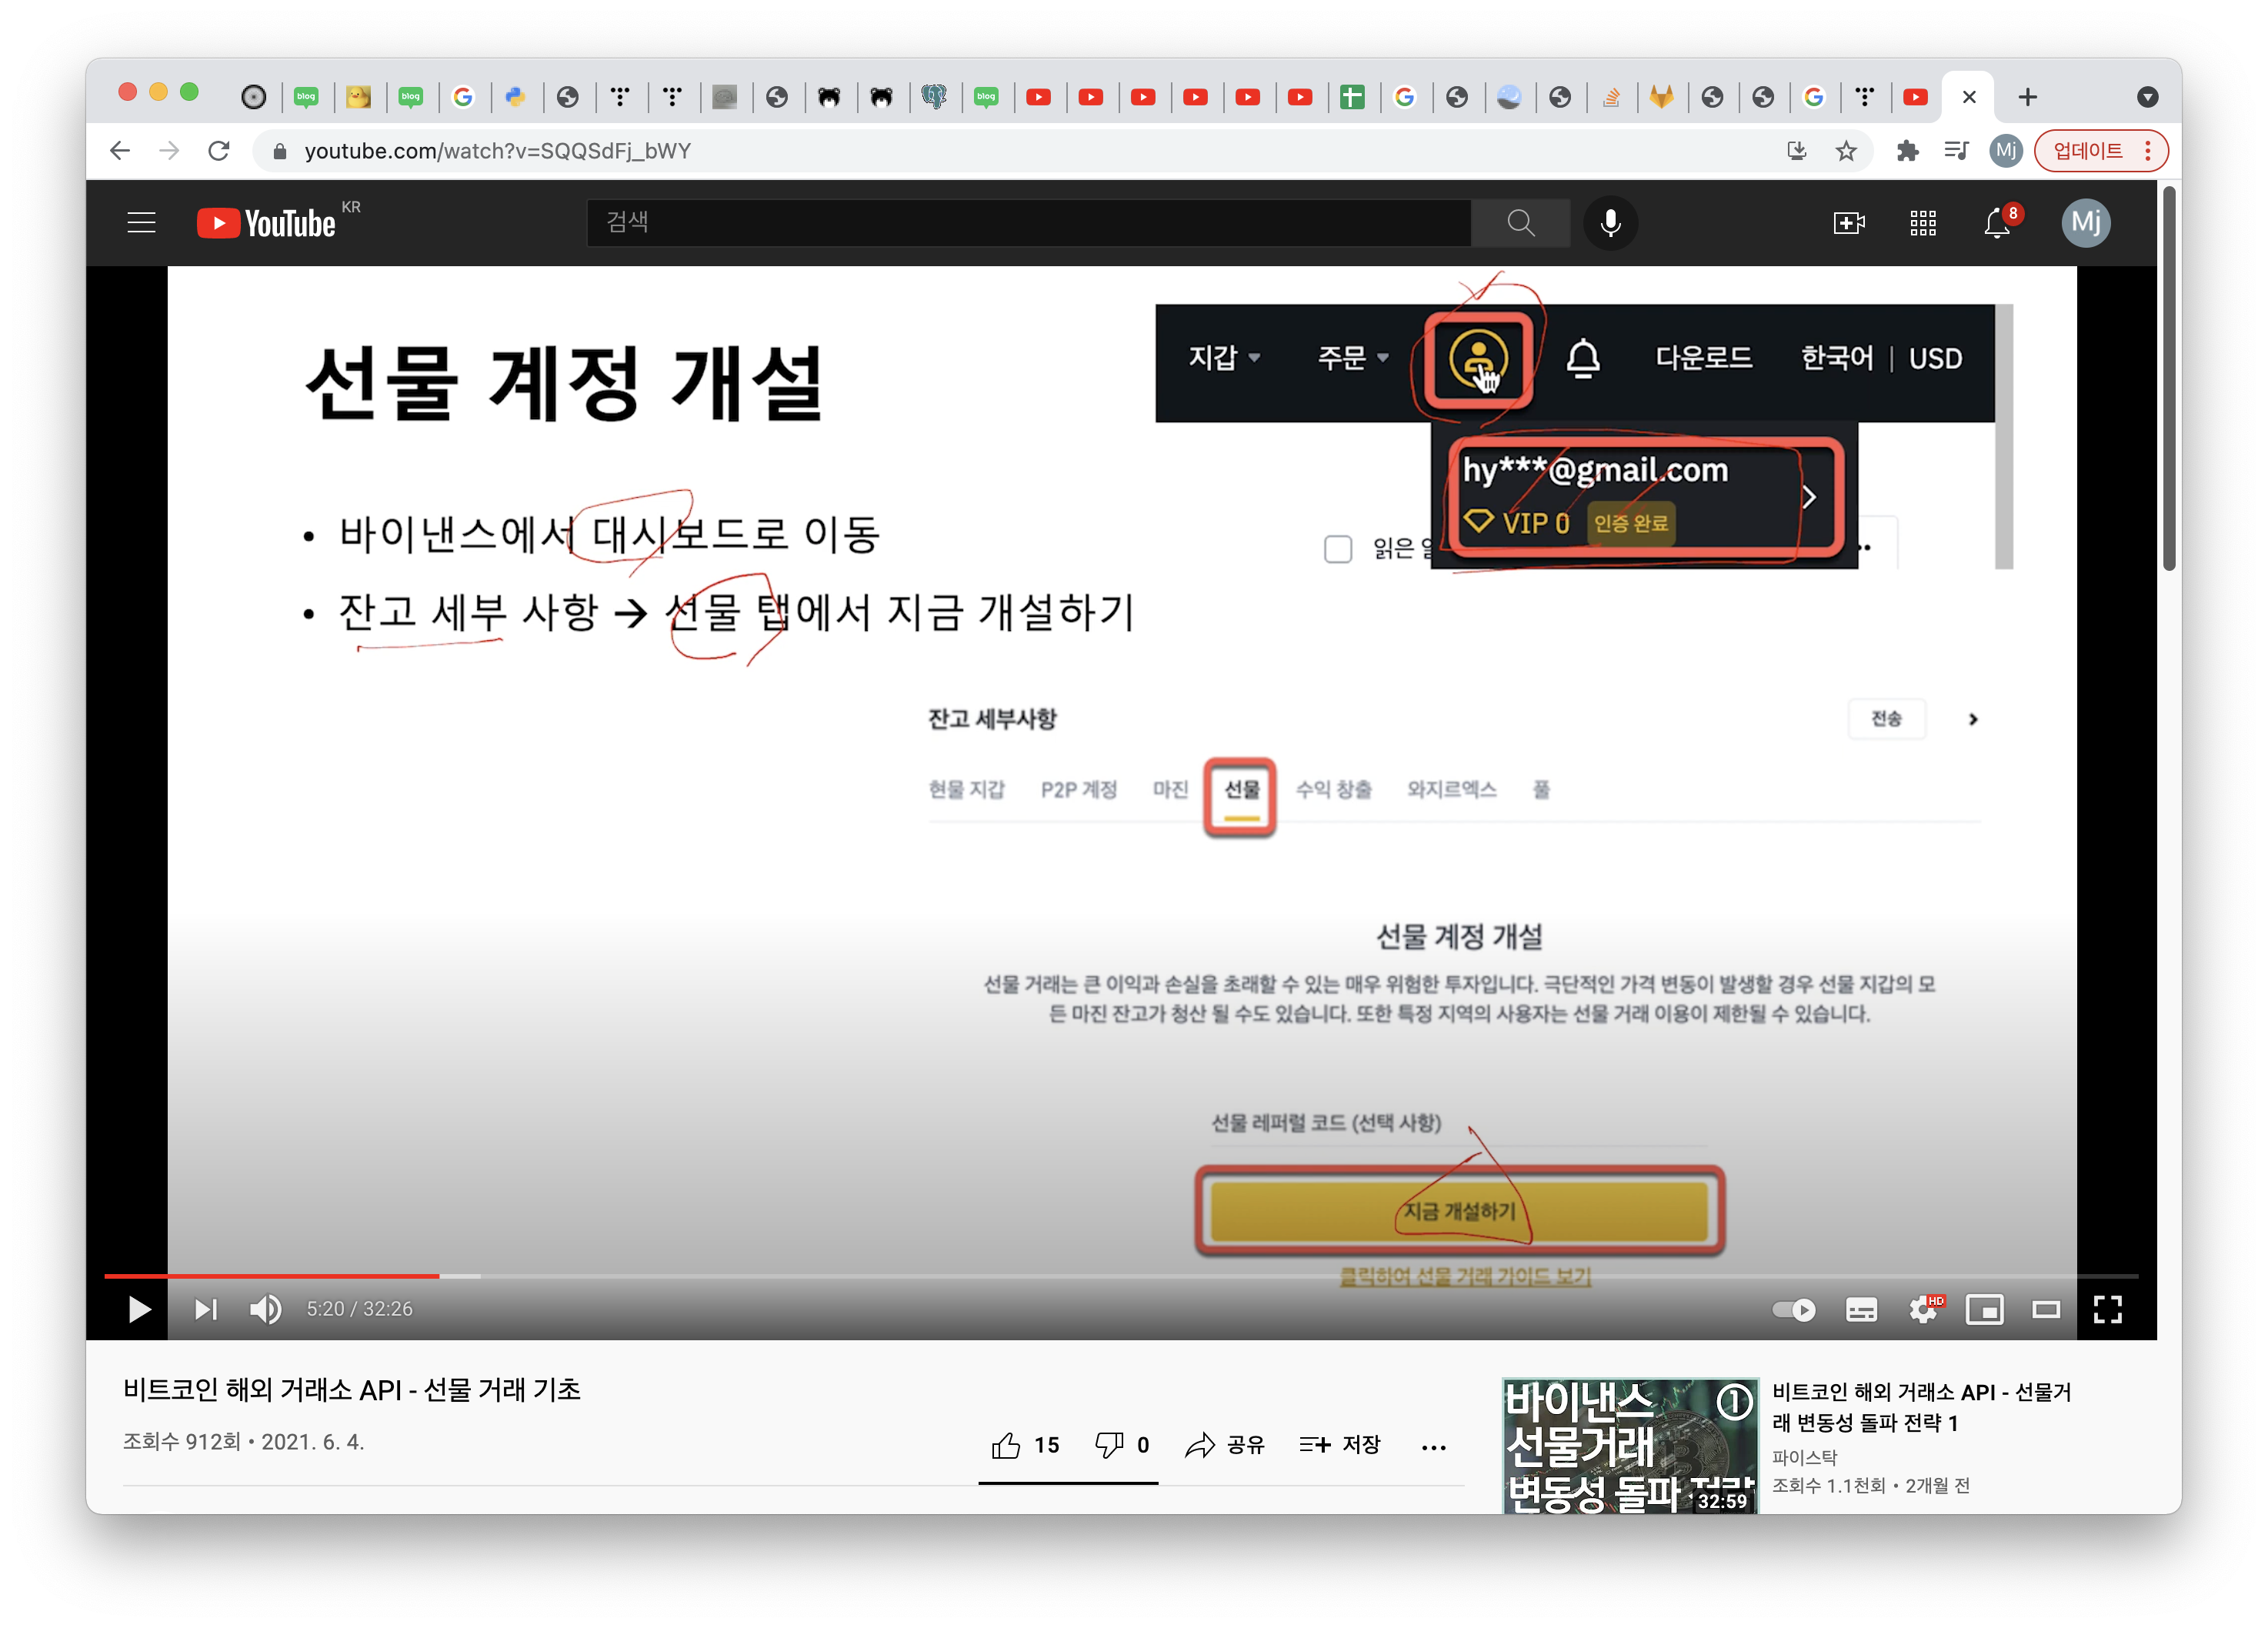 blog
blog
blog
youtube.com/watch?v=SQQSdFj_bWY
Mj
업데이트
YouTube KR
검색
8
Mj
선물 계정 개설
지갑
주문
다운로드
한국어 | USD
hy***@gmail.com
VIP 0 인증 완료
읽은
• 바이낸스에서 대시보드로 이동
• 잔고 세부 사항 → 선물 탭에서 지금 개설하기
잔고 세부사항
전송
현물 지갑 P2P 계정 마진 선물 수익 창출 와지르엑스 풀
선물 계정 개설
선물 거래는 큰 이익과 손실을 초래할 수 있는 매우 위험한 투자입니다. 극단적인 가격 변동이 발생할 경우 선물 지갑의 모
든 마진 잔고가 청산 될 수도 있습니다. 또한 특정 지역의 사용자는 선물 거래 이용이 제한될 수 있습니다.
선물 레퍼럴 코드 (선택 사항)
지금 개설하기
클릭하여 선물 거래 가이드 보기
5:20 / 32:26
HD
비트코인 해외 거래소 API - 선물 거래 기초
조회수 912회 • 2021. 6. 4.
15
0
공유
저장
바이낸스 ①
선물거래
변동성 돌파 전략
32:59
비트코인 해외 거래소 API - 선물거
래 변동성 돌파 전략 1
파이스탁
조회수 1.1천회 • 2개월 전